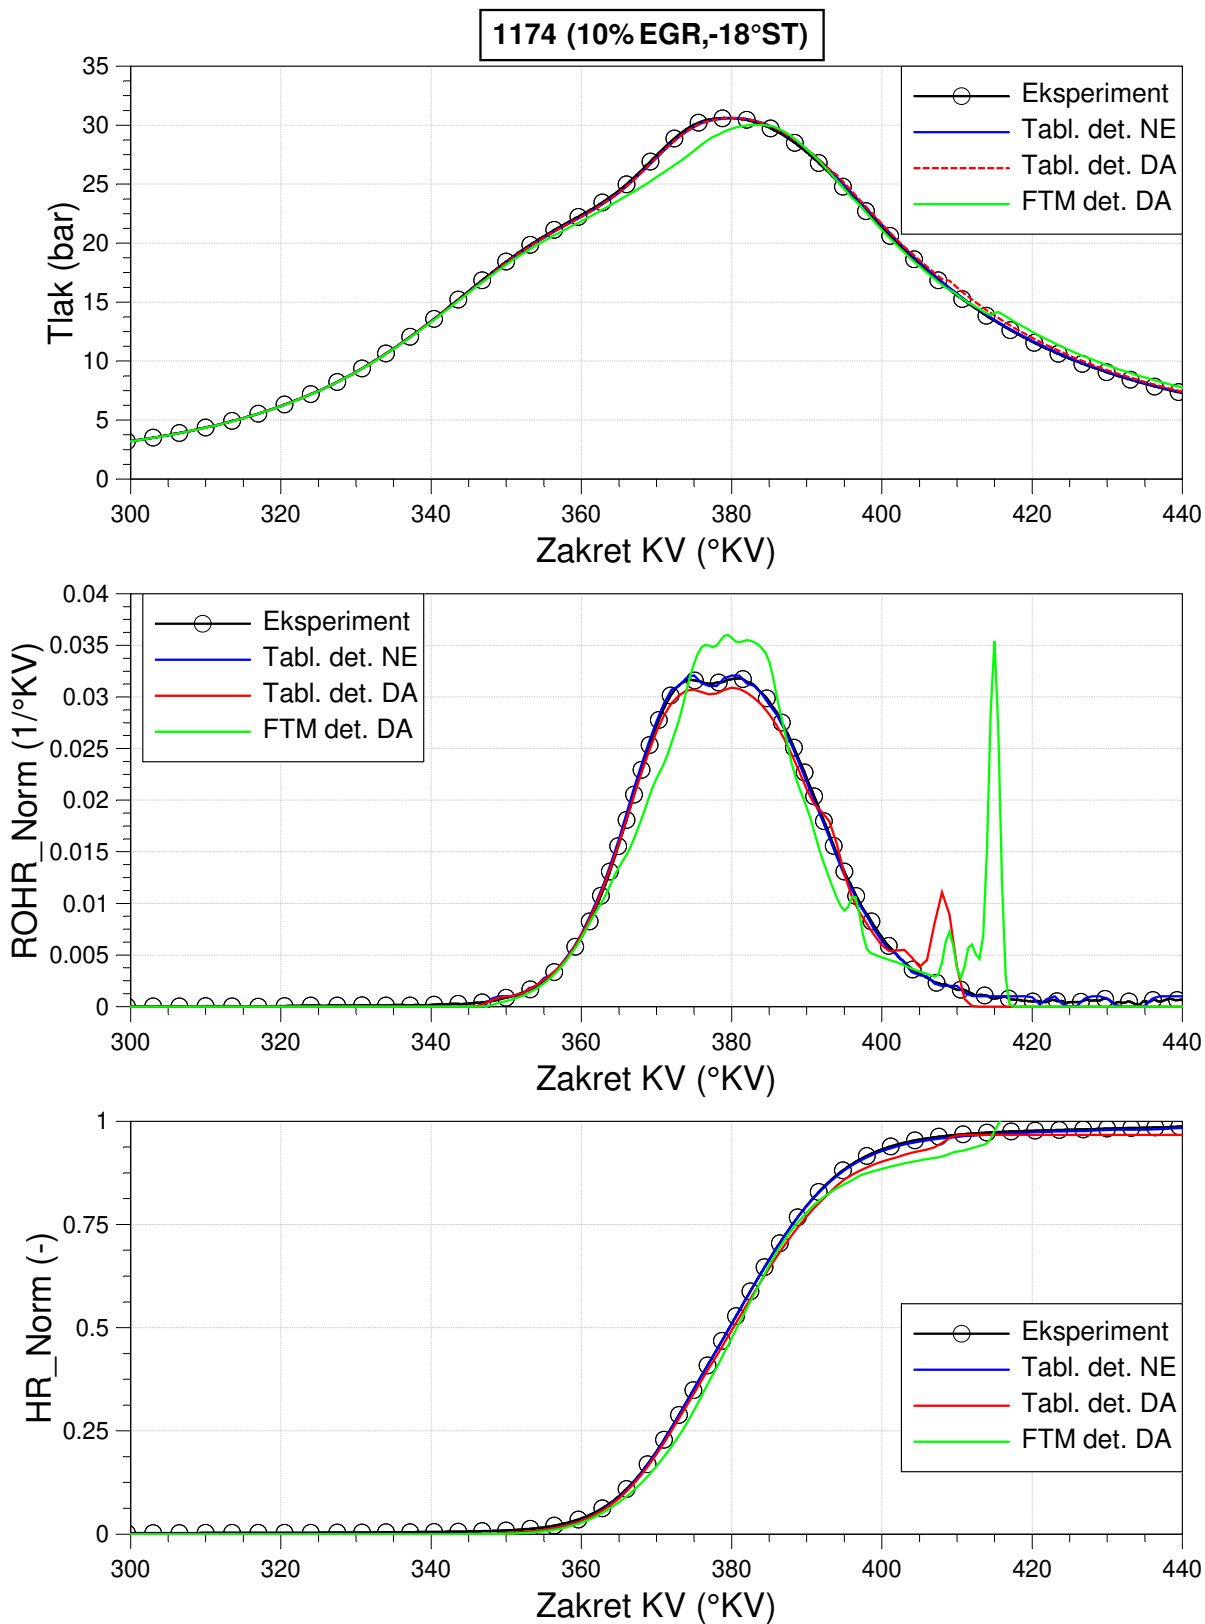 1174 (10% EGR,-18°ST)
35
30
25
20
15
10
5
0
Tlak (bar)
Eksperiment
Tabl. det. NE
Tabl. det. DA
FTM det. DA
300 320 340 360 380 400 420 440
Zakret KV (°KV)
0.04
0.035
0.03
0.025
0.02
0.015
0.01
0.005
0
ROHR_Norm (1/°KV)
Eksperiment
Tabl. det. NE
Tabl. det. DA
FTM det. DA
300 320 340 360 380 400 420 440
Zakret KV (°KV)
1
0.75
0.5
0.25
0
HR_Norm (-)
Eksperiment
Tabl. det. NE
Tabl. det. DA
FTM det. DA
300 320 340 360 380 400 420 440
Zakret KV (°KV)